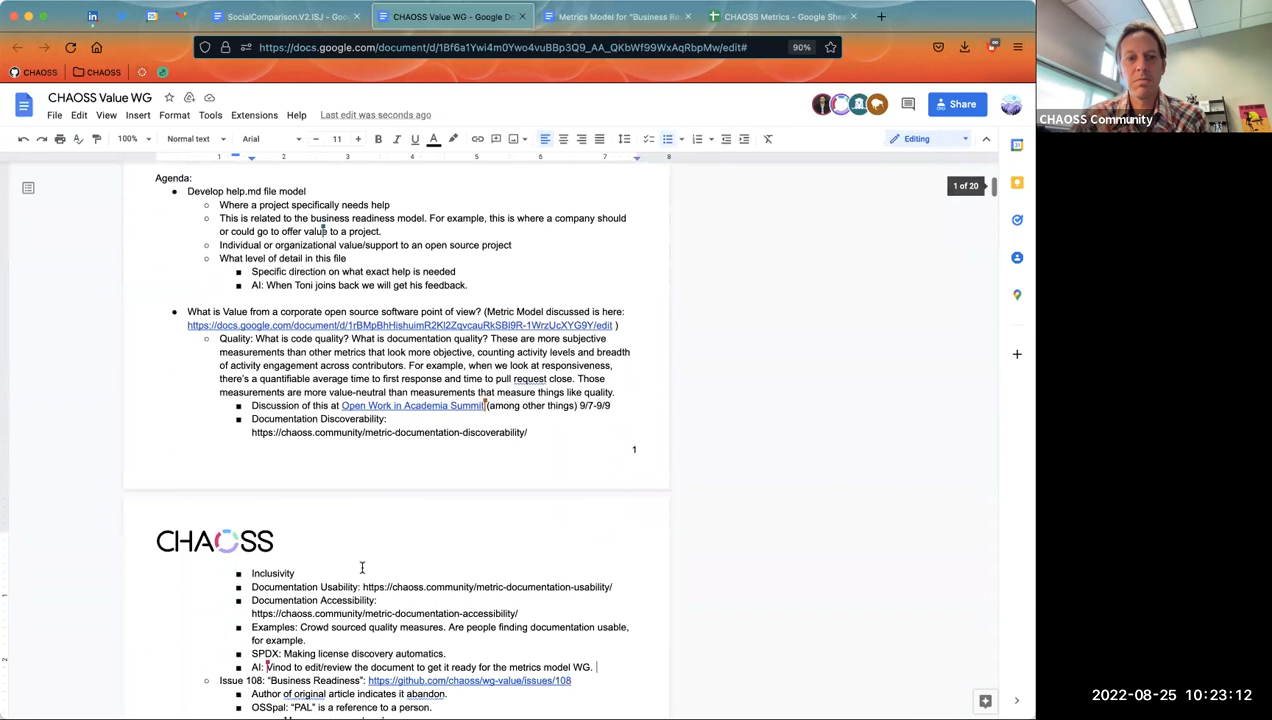 SocialComparison.V2.ISJ - Goo
CHAOSS Value WG - Google Do
Metrics Model for "Business Re
CHAOSS Metrics - Google Shee
https://docs.google.com/document/d/1Bf6a1Ywi4m0Ywo4vuBBp3Q9_AA_QKbWf99WxAqRbpMw/edit#
90%
CHAOSS
CHAOSS
CHAOSS Community
CHAOSS Value WG
File Edit View Insert Format Tools Extensions Help Last edit was seconds ago
Share
100% Normal text Arial 11 Editing
1 2 3 4 5 6 7 8
Agenda:
Develop help.md file model
1 of 20
Where a project specifically needs help
This is related to the business readiness model. For example, this is where a company should
or could go to offer value to a project.
Individual or organizational value/support to an open source project
What level of detail in this file
Specific direction on what exact help is needed
AI: When Toni joins back we will get his feedback.
What is Value from a corporate open source software point of view? (Metric Model discussed is here:
https://docs.google.com/document/d/1rBMpBhHishuimR2Kl2ZqvcauRkSBl9R-1WrzUcXYG9Y/edit )
Quality: What is code quality? What is documentation quality? These are more subjective
measurements than other metrics that look more objective, counting activity levels and breadth
of activity engagement across contributors. For example, when we look at responsiveness,
there's a quantifiable average time to first response and time to pull request close. Those
measurements are more value-neutral than measurements that measure things like quality.
Discussion of this at Open Work in Academia Summit (among other things) 9/7-9/9
Documentation Discoverability:
https://chaoss.community/metric-documentation-discoverability/
1
CHAOSS
Inclusivity
Documentation Usability: https://chaoss.community/metric-documentation-usability/
Documentation Accessibility:
https://chaoss.community/metric-documentation-accessibility/
Examples: Crowd sourced quality measures. Are people finding documentation usable,
for example.
SPDX: Making license discovery automatics.
AI: Vinod to edit/review the document to get it ready for the metrics model WG.
Issue 108: "Business Readiness": https://github.com/chaoss/wg-value/issues/108
Author of original article indicates it abandon.
OSSpal: "PAL" is a reference to a person.
2022-08-25 10:23:12